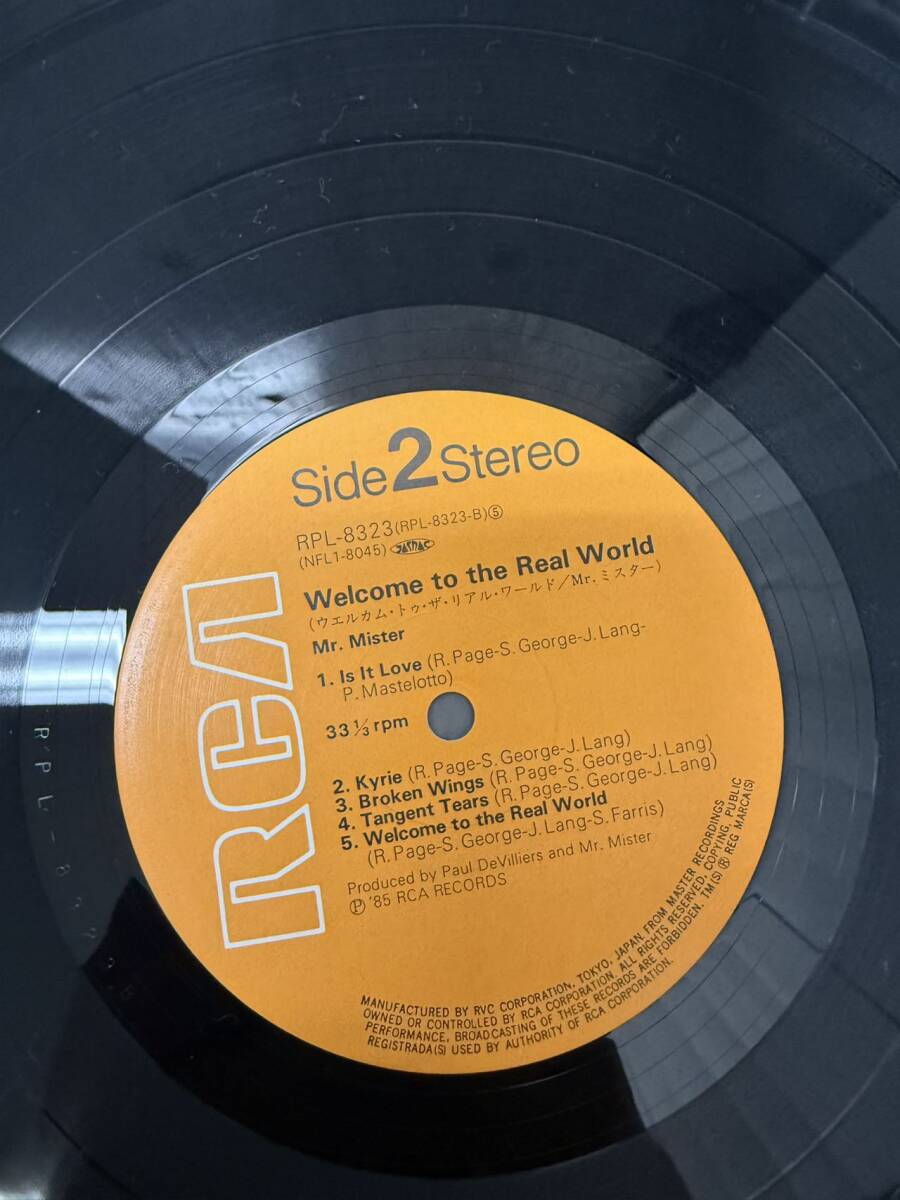 Side 2 Stereo
RPL-8323(RPL-8323-B)⑤
(NFL1-8045) JASRAC
Welcome to the Real World
(ウエルカム・トゥ・ザ・リアル・ワールド/Mr.ミスター)
Mr. Mister
1. Is It Love (R. Page-S. George-J. Lang-
P. Mastelotto)
33 1/3 rpm
2. Kyrie (R. Page-S. George-J. Lang)
3. Broken Wings (R. Page-S. George-J. Lang)
4. Tangent Tears (R. Page-S. George-J. Lang)
5. Welcome to the Real World
(R. Page-S. George-J. Lang-S. Farris)
Produced by Paul DeVilliers and Mr. Mister
Ⓟ '85 RCA RECORDS
RCA
MANUFACTURED BY RVC CORPORATION, TOKYO, JAPAN. FROM MASTER RECORDINGS
OWNED OR CONTROLLED BY RCA CORPORATION. ALL RIGHTS RESERVED. COPYING, PUBLIC
PERFORMANCE, BROADCASTING OF THESE RECORDS ARE FORBIDDEN. TM(S) ® REG MARCA(S)
REGISTRADA(S) USED BY AUTHORITY OF RCA CORPORATION.
RPL-8